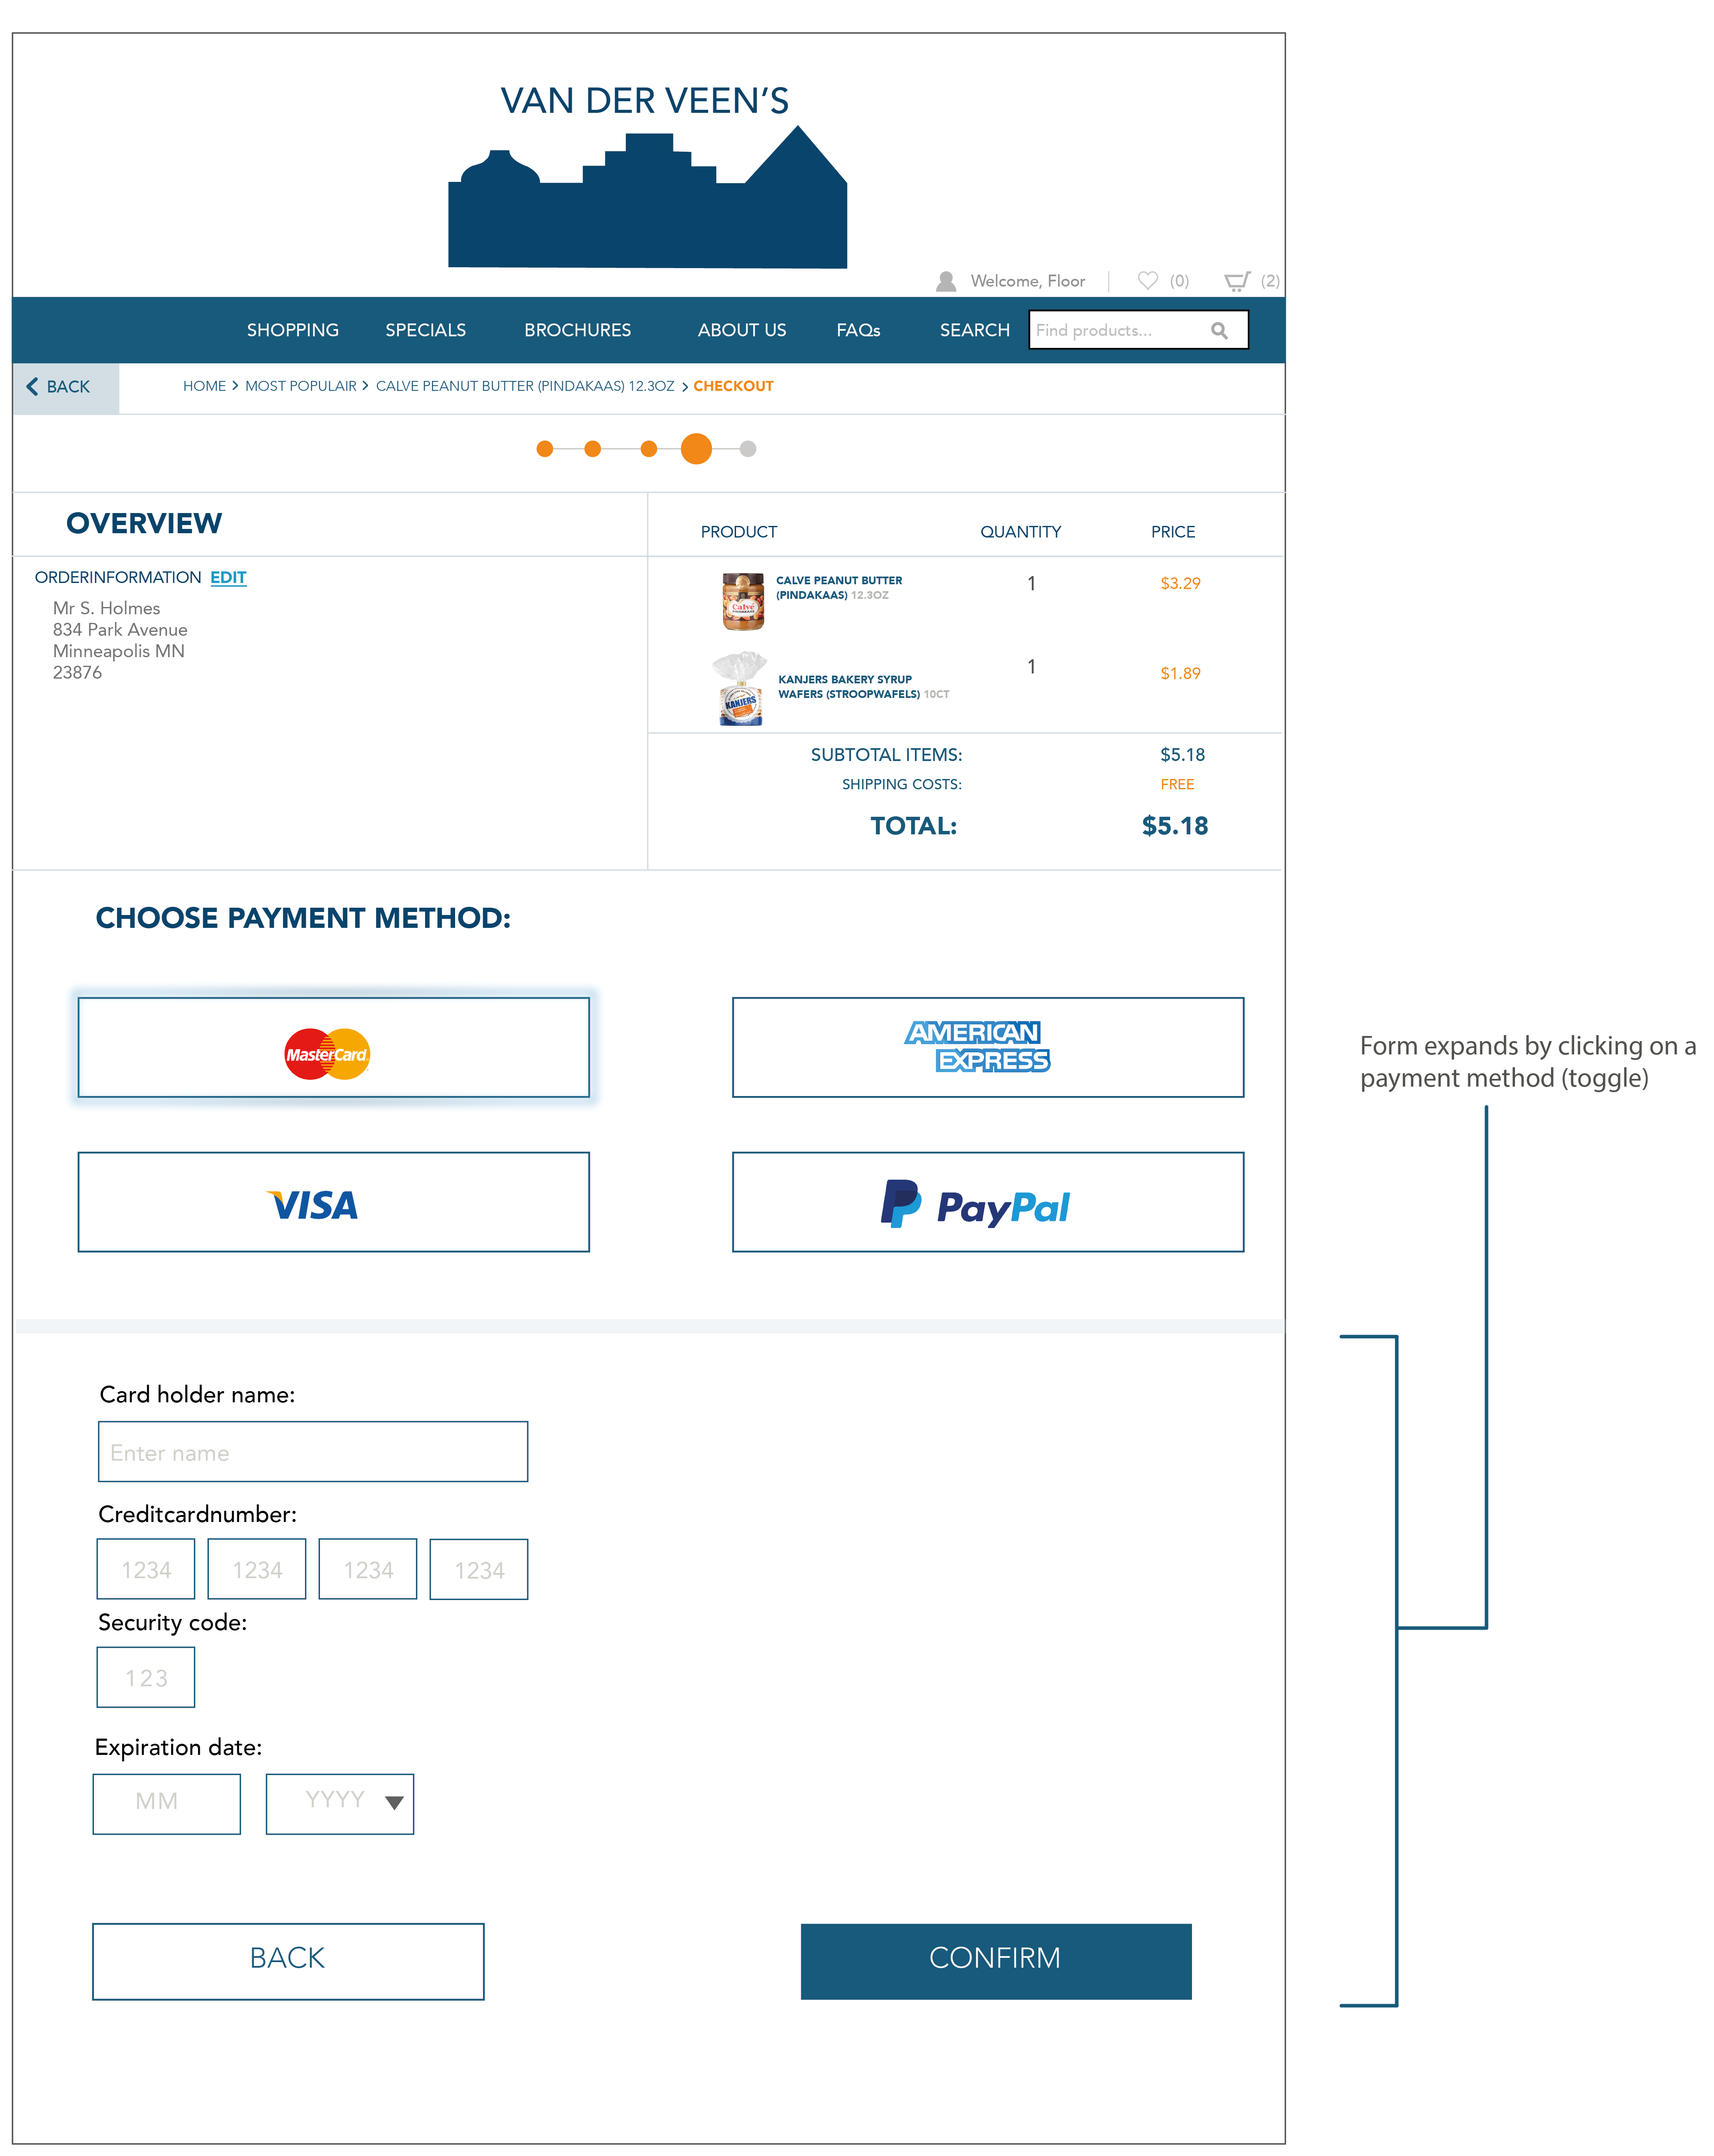 VAN DER VEEN'S
Welcome, Floor
(0)
(2)
SHOPPING
SPECIALS
BROCHURES
ABOUT US
FAQs
SEARCH
Find products...
BACK
HOME > MOST POPULAIR > CALVE PEANUT BUTTER (PINDAKAAS) 12.3OZ > CHECKOUT
OVERVIEW
ORDERINFORMATION EDIT
Mr S. Holmes
834 Park Avenue
Minneapolis MN
23876
PRODUCT
QUANTITY
PRICE
Calvé
CALVE PEANUT BUTTER
(PINDAKAAS) 12.3OZ
1
$3.29
KANJERS
KANJERS BAKERY SYRUP
WAFERS (STROOPWAFELS) 10CT
1
$1.89
SUBTOTAL ITEMS:
$5.18
SHIPPING COSTS:
FREE
TOTAL:
$5.18
CHOOSE PAYMENT METHOD:
MasterCard
AMERICAN
EXPRESS
VISA
PayPal
Form expands by clicking on a
payment method (toggle)
Card holder name:
Enter name
Creditcardnumber:
1234
1234
1234
1234
Security code:
123
Expiration date:
MM
YYYY
BACK
CONFIRM